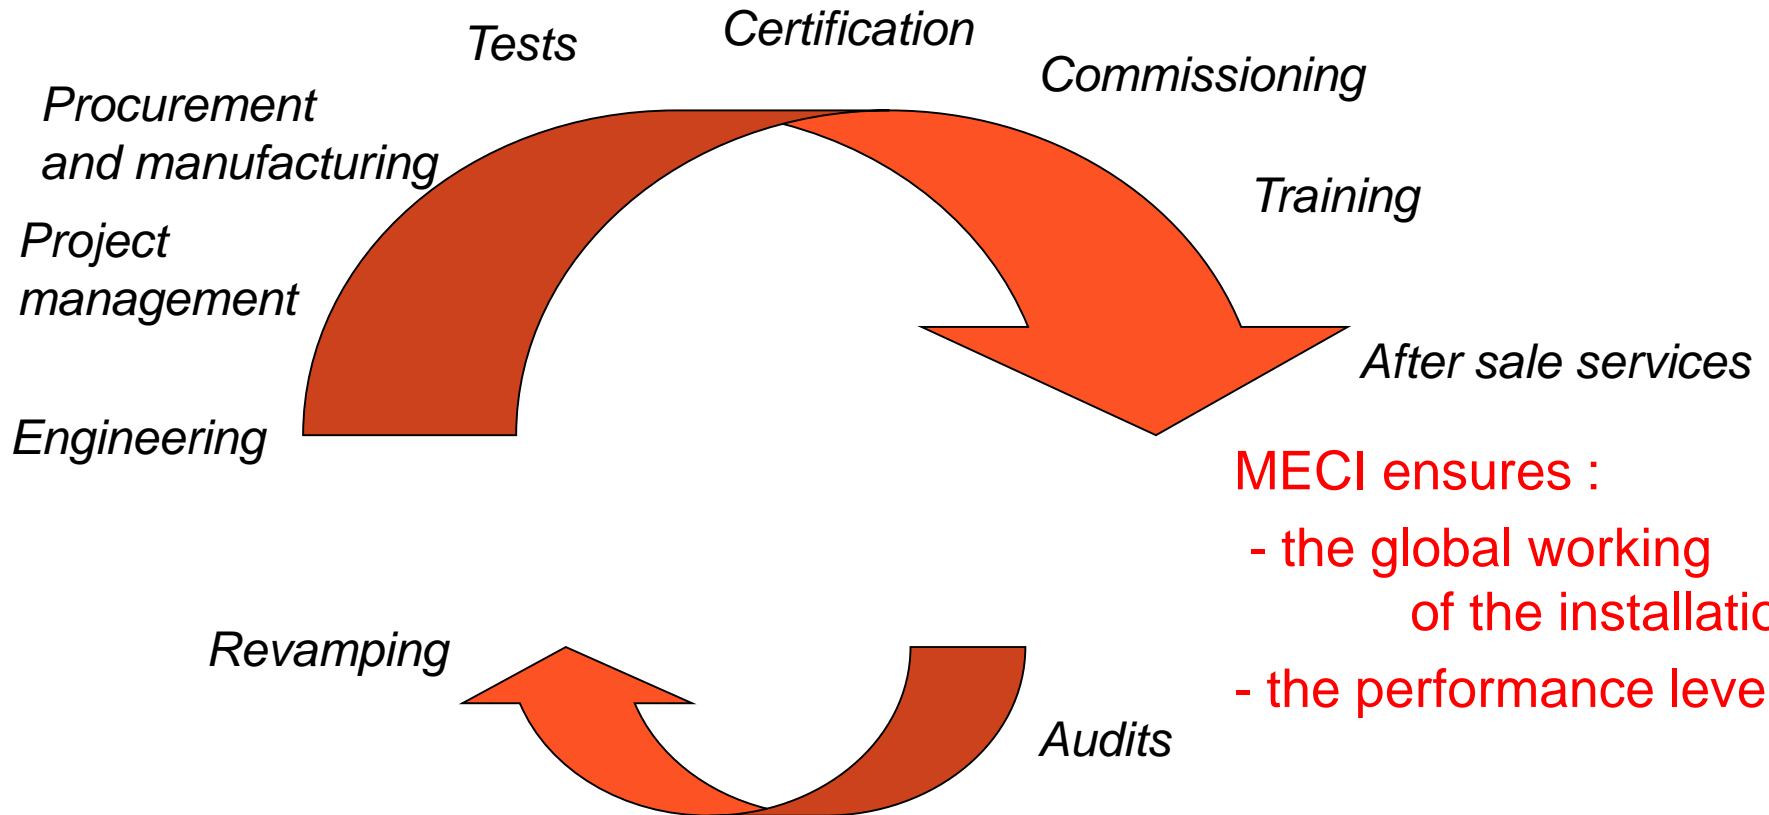 Tests
Certification
Commissioning
Procurement
and manufacturing
Training
Project
management
After sale services
Engineering
MECI ensures :
- the global working
of the
- the performance
Revamping
Audits